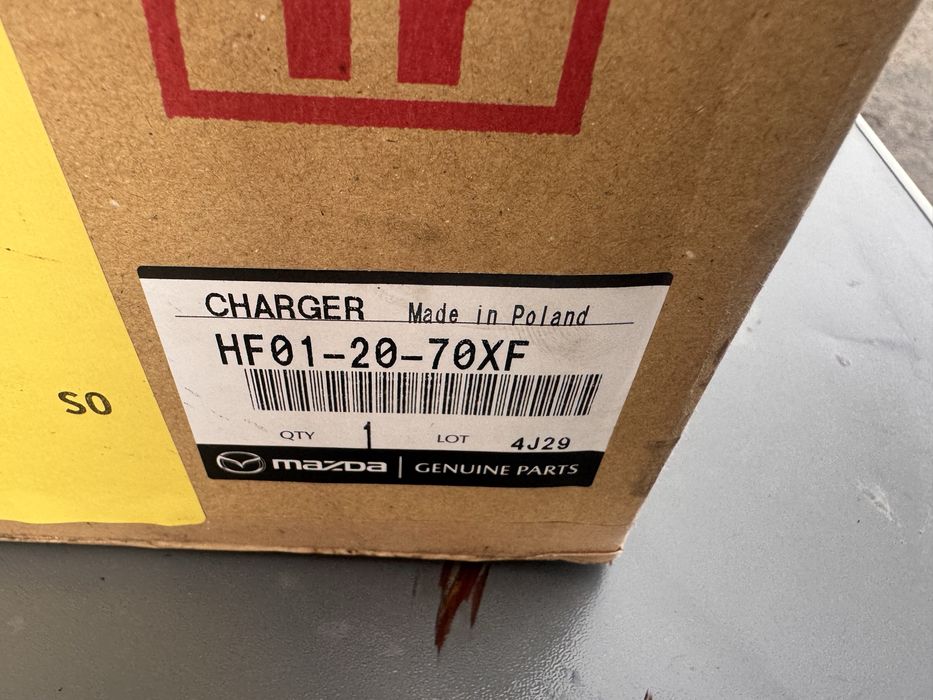 CHARGER Made in Poland
HF01-20-70XF
QTY 1 LOT 4J29
mazda | GENUINE PARTS
SO